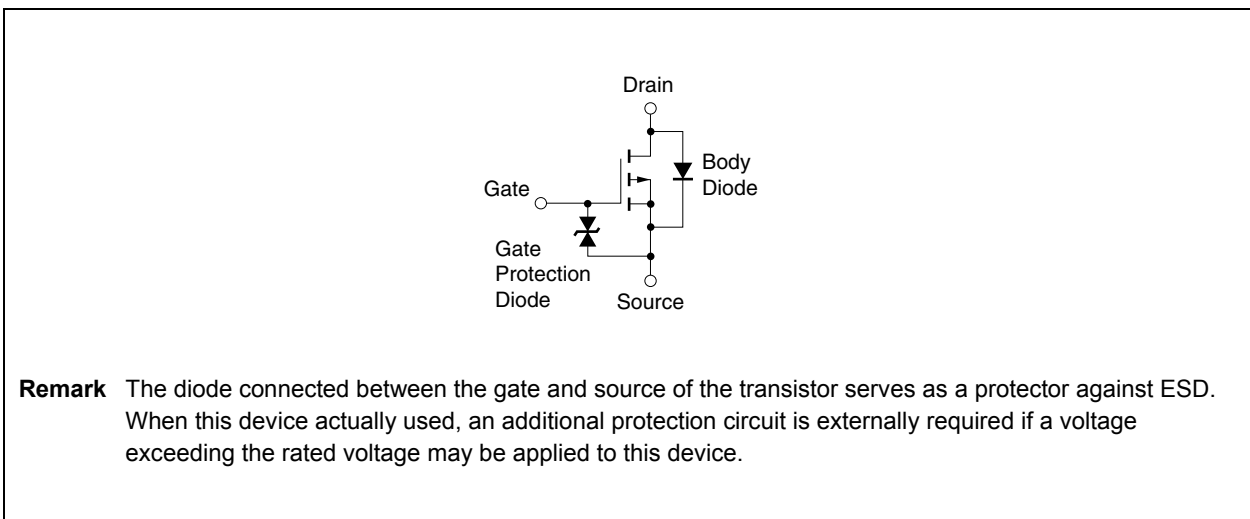 Drain
Body
Diode
Gate
Gate
Protection
Diode
Source
Remark The diode connected between the gate and source of the transistor serves as a protector against ESD.
When this device actually used, an additional protection circuit is externally required if a voltage
exceeding the rated voltage may be applied to this device.